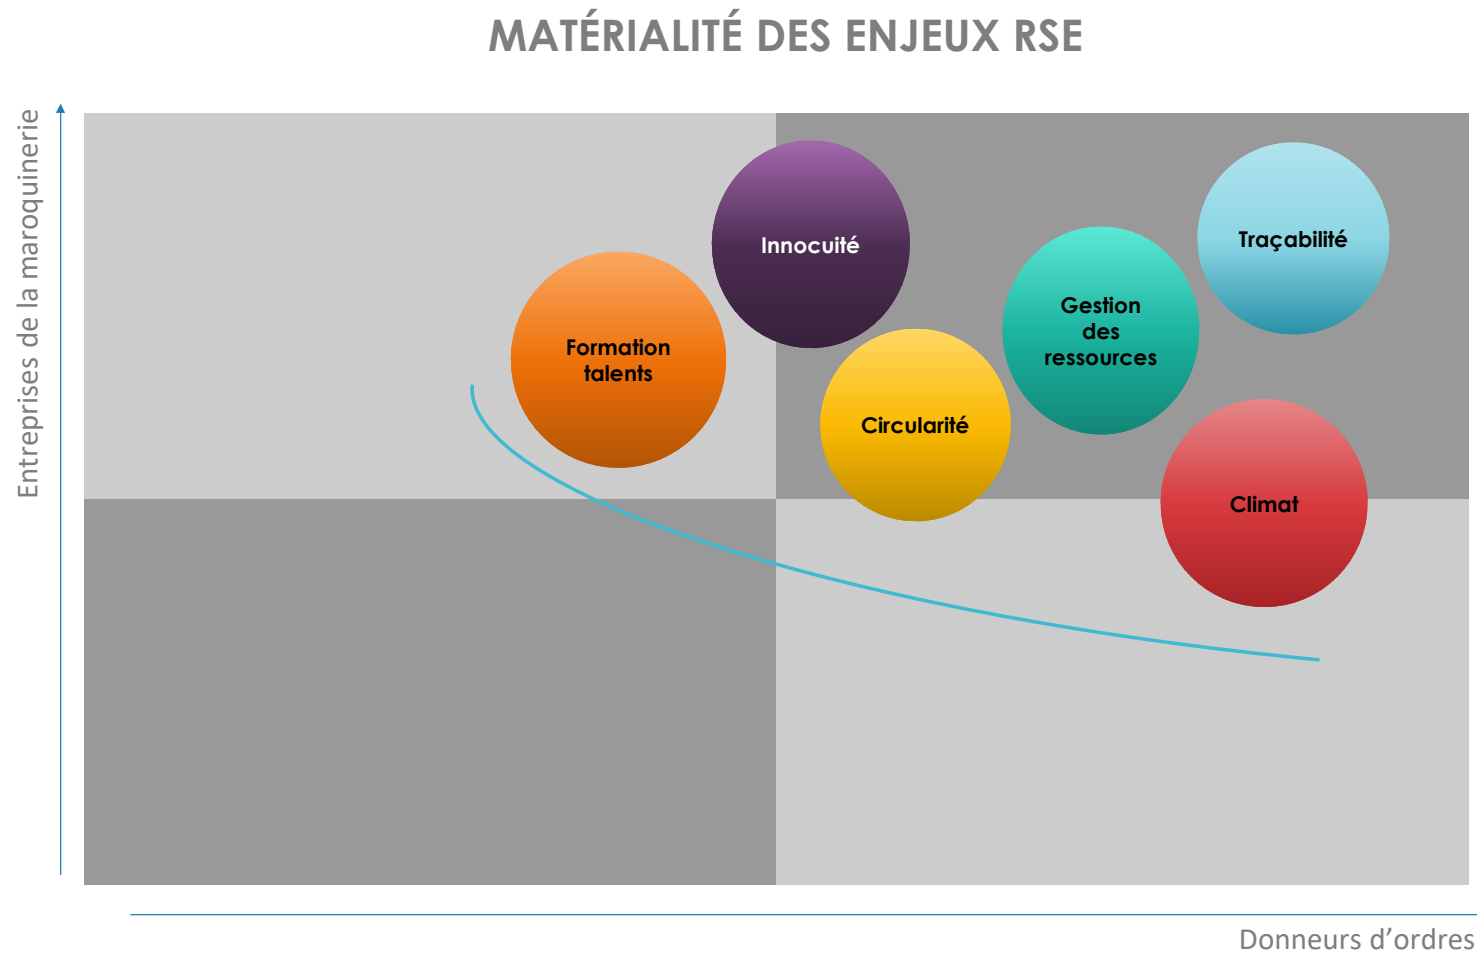 MATÉRIALITÉ DES ENJEUX RSE
Entreprises de la maroquinerie
Innocuité
Traçabilité
Formation
talents
Gestion
des
ressources
Circularité
Climat
Donneurs d’ordres